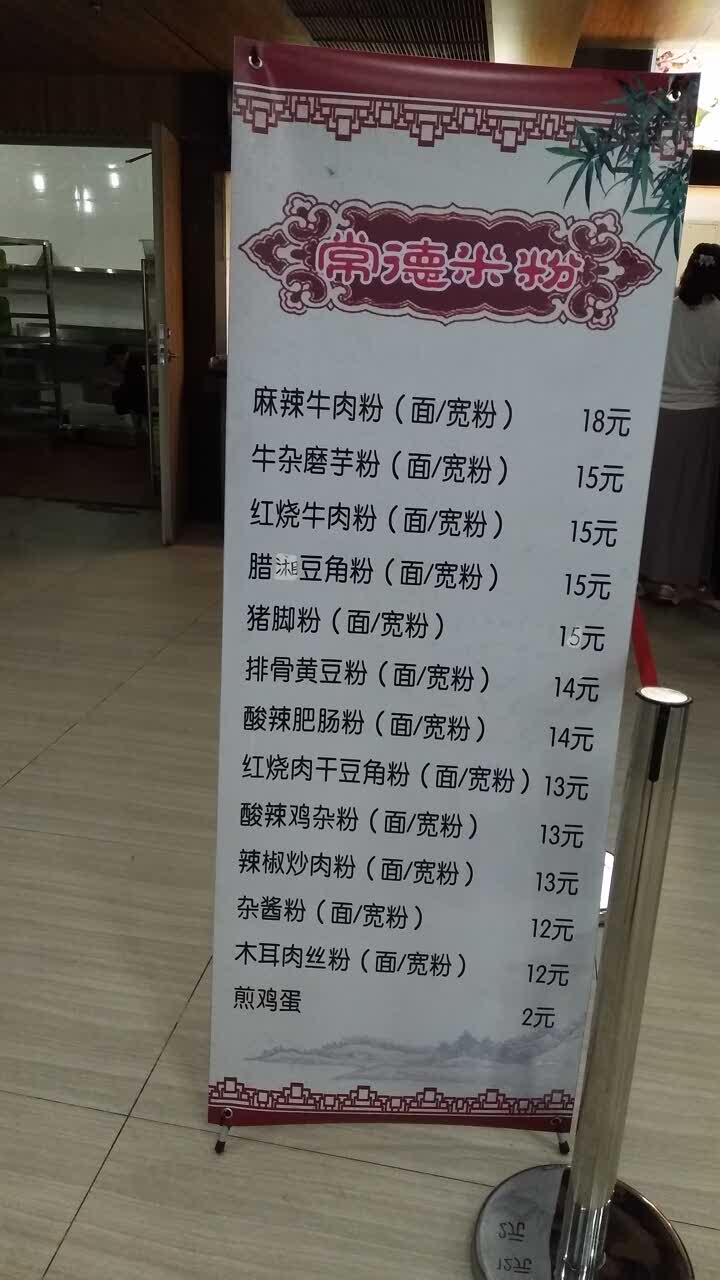 常德米粉
麻辣牛肉粉（面/宽粉） 18元
牛杂磨芋粉（面/宽粉） 15元
红烧牛肉粉（面/宽粉） 15元
腊湘豆角粉（面/宽粉） 15元
猪脚粉（面/宽粉） 15元
排骨黄豆粉（面/宽粉） 14元
酸辣肥肠粉（面/宽粉） 14元
红烧肉干豆角粉（面/宽粉） 13元
酸辣鸡杂粉（面/宽粉） 13元
辣椒炒肉粉（面/宽粉） 13元
杂酱粉（面/宽粉） 12元
木耳肉丝粉（面/宽粉） 12元
煎鸡蛋 2元